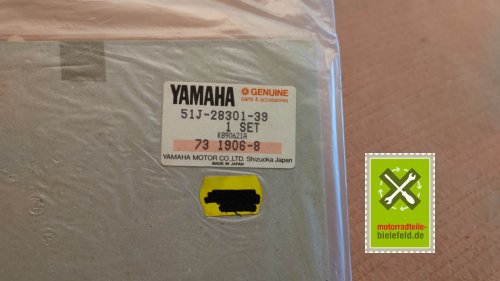 YAMAHA
GENUINE
parts & accessories
51J-28301-39
1 SET
K890621A
73 1906-8
YAMAHA MOTOR CO.,LTD. Shizuoka Japan
MADE IN JAPAN
motorradteile-
bielefeld.de